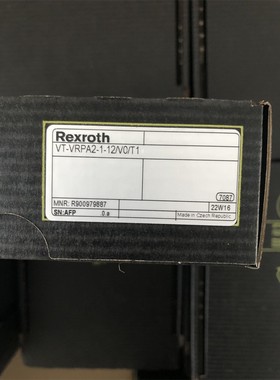 Rexroth
VT-VRPA2-1-12/V0/T1
7087
MNR: R900979887
22W16
SN:AFP .0.a
Made in Czech Republic